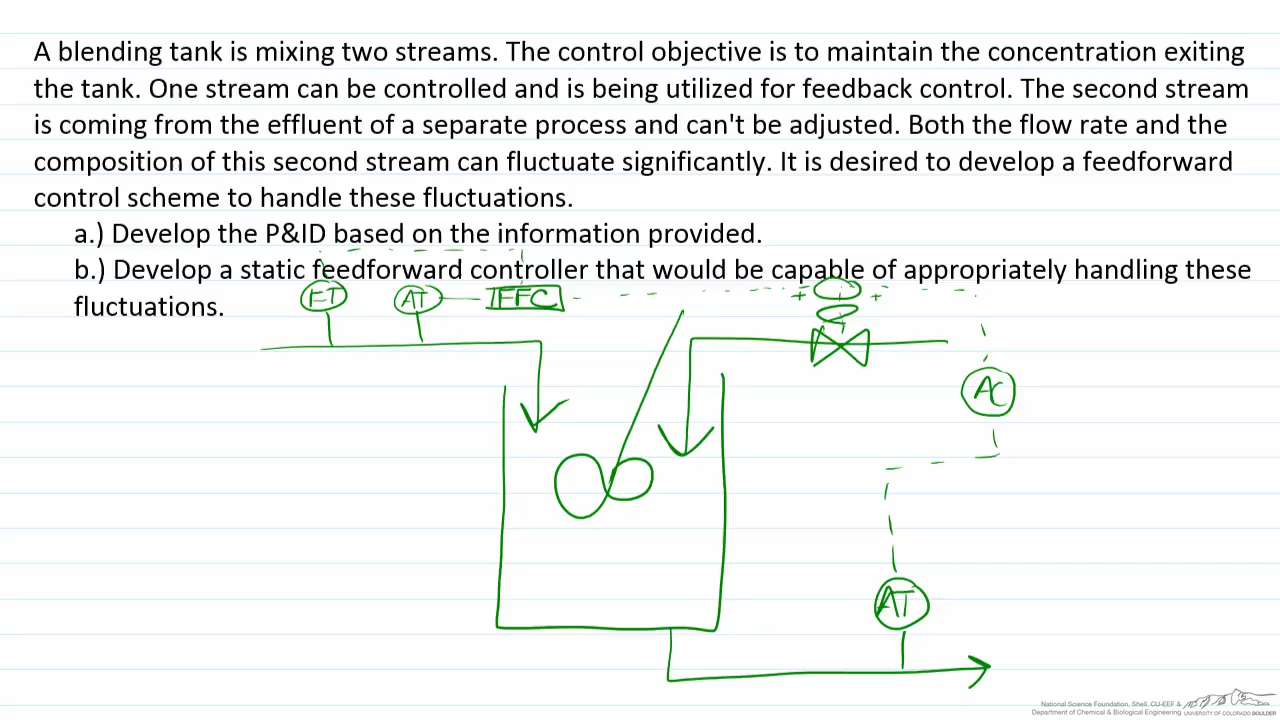 A blending tank is mixing two streams. The control objective is to maintain the concentration exiting
the tank. One stream can be controlled and is being utilized for feedback control. The second stream
is coming from the effluent of a separate process and can't be adjusted. Both the flow rate and the
composition of this second stream can fluctuate significantly. It is desired to develop a feedforward
control scheme to handle these fluctuations.
a.) Develop the P&ID based on the information provided.
b.) Develop a static feedforward controller that would be capable of appropriately handling these
fluctuations.
FT AT FFC + +
AC
AT
National Science Foundation, Shell, CU-EEF &
Department of Chemical & Biological Engineering UNIVERSITY OF COLORADO BOULDER